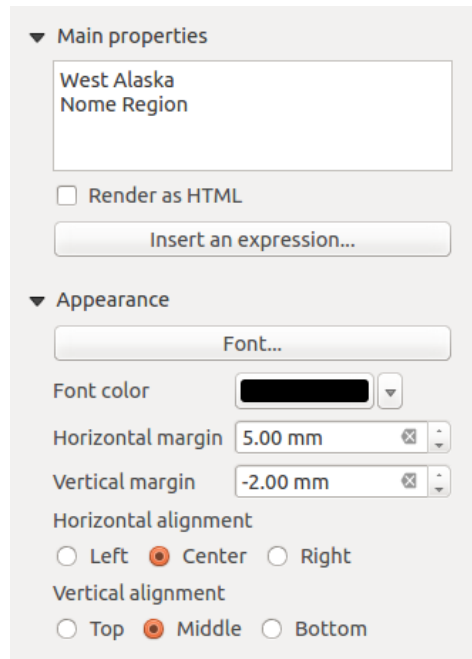 Main properties
West Alaska
Nome Region
Render as HTML
Insert an expression...
Appearance
Font...
Font color
Horizontal margin 5.00 mm
Vertical margin -2.00 mm
Horizontal alignment
Left Center Right
Vertical alignment
Top Middle Bottom